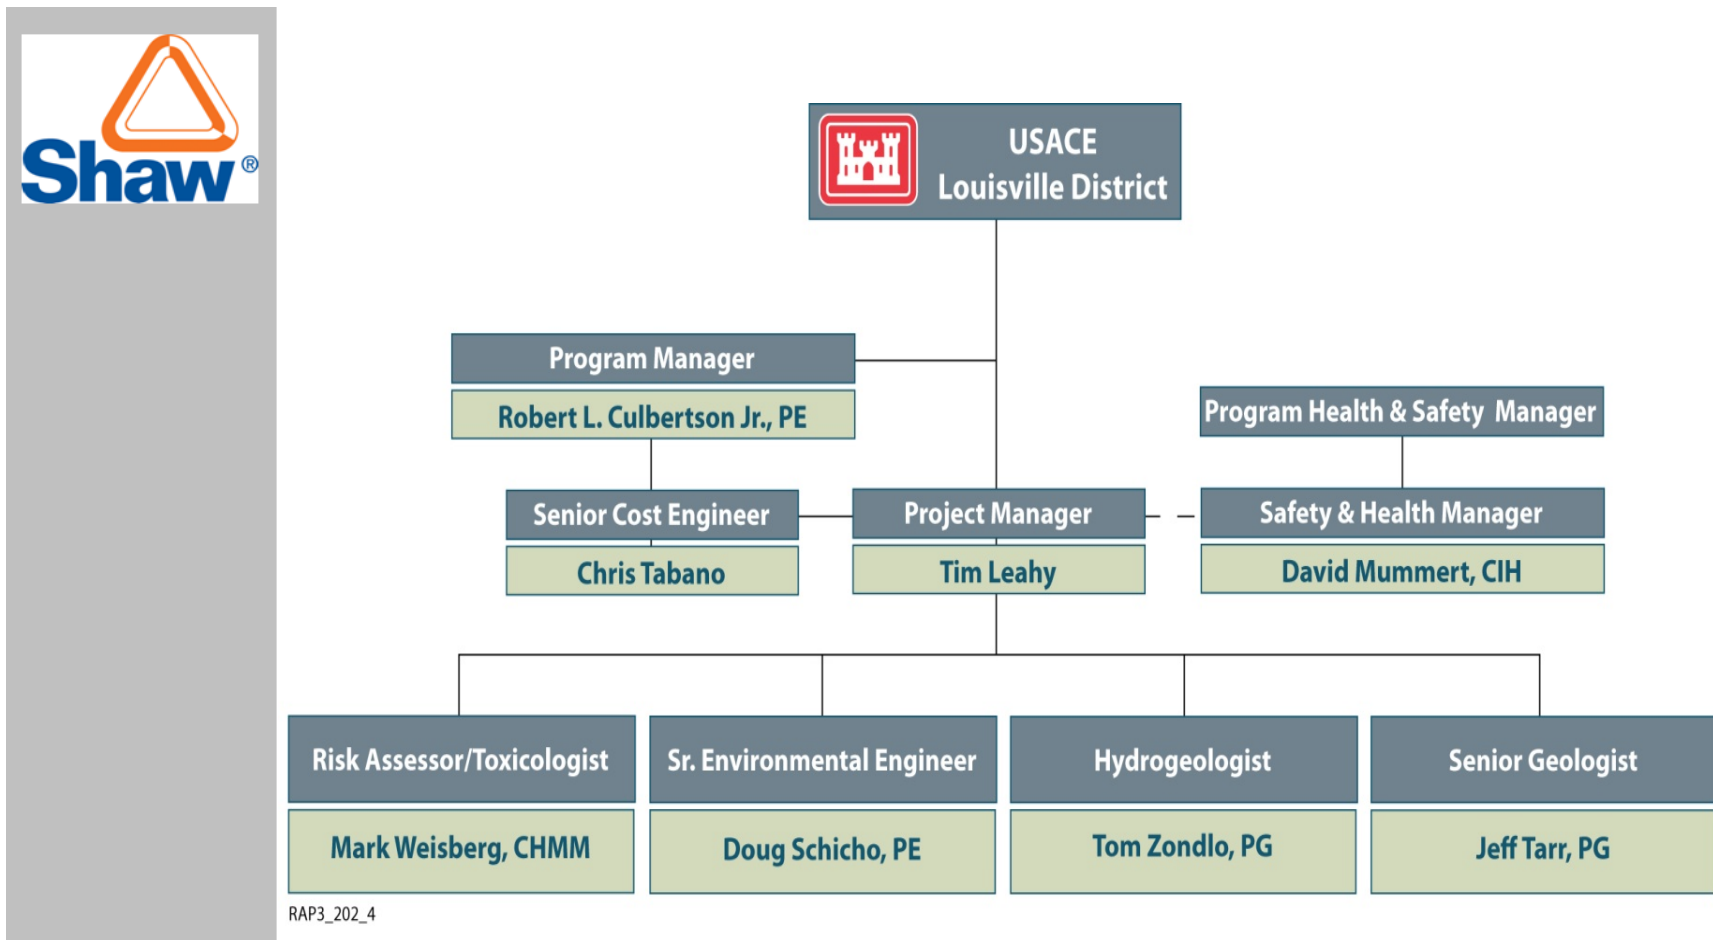 Shaw®
USACE
Louisville District
Program Manager
Robert L. Culbertson Jr., PE
Program Health & Safety Manager
Senior Cost Engineer
Chris Tabano
Project Manager
Tim Leahy
Safety & Health Manager
David Mummert, CIH
Risk Assessor/Toxicologist
Mark Weisberg, CHMM
Sr. Environmental Engineer
Doug Schicho, PE
Hydrogeologist
Tom Zondlo, PG
Senior Geologist
Jeff Tarr, PG
RAP3_202_4